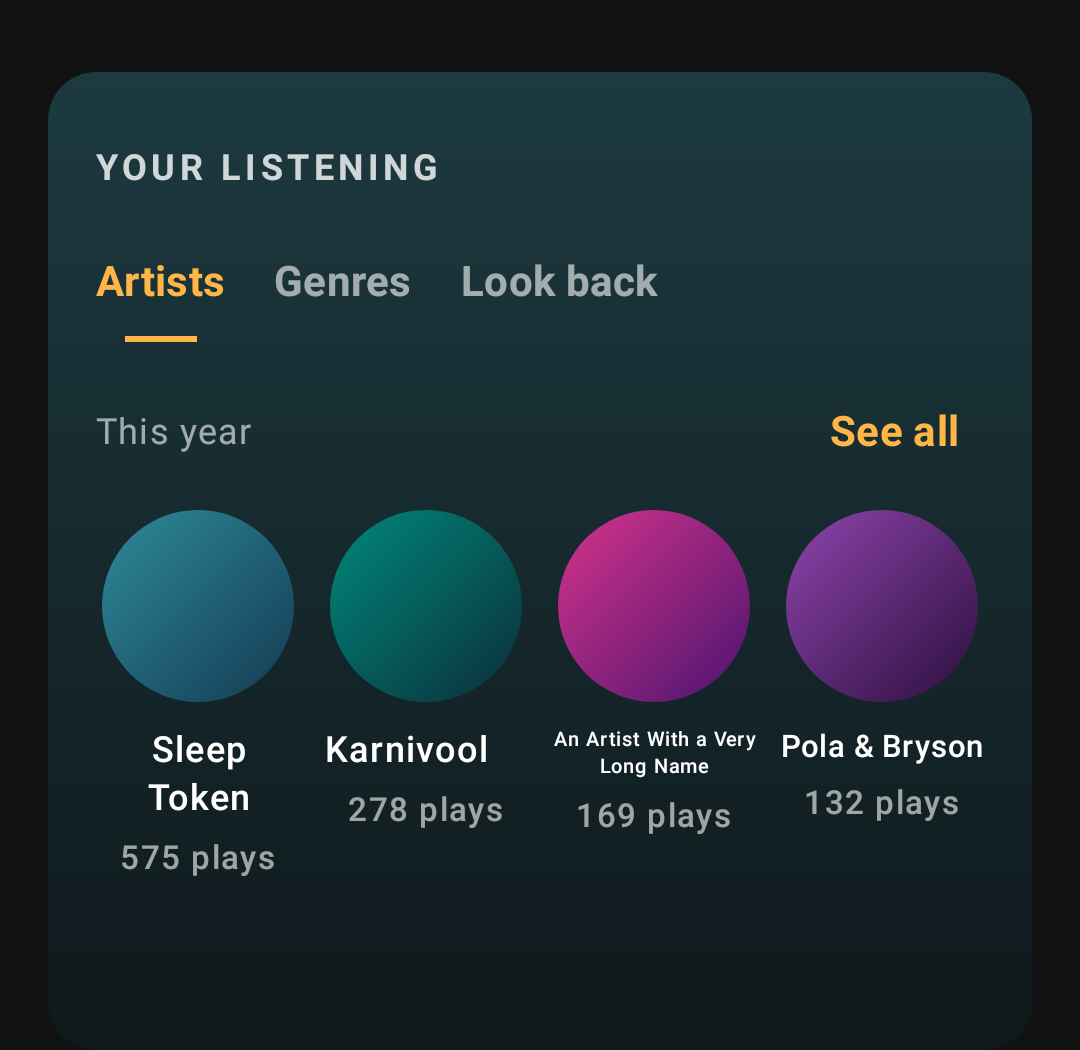 YOUR LISTENING
Artists Genres Look back
This year See all
Sleep
Token
575 plays
Karnivool
278 plays
An Artist With a Very
Long Name
169 plays
Pola & Bryson
132 plays